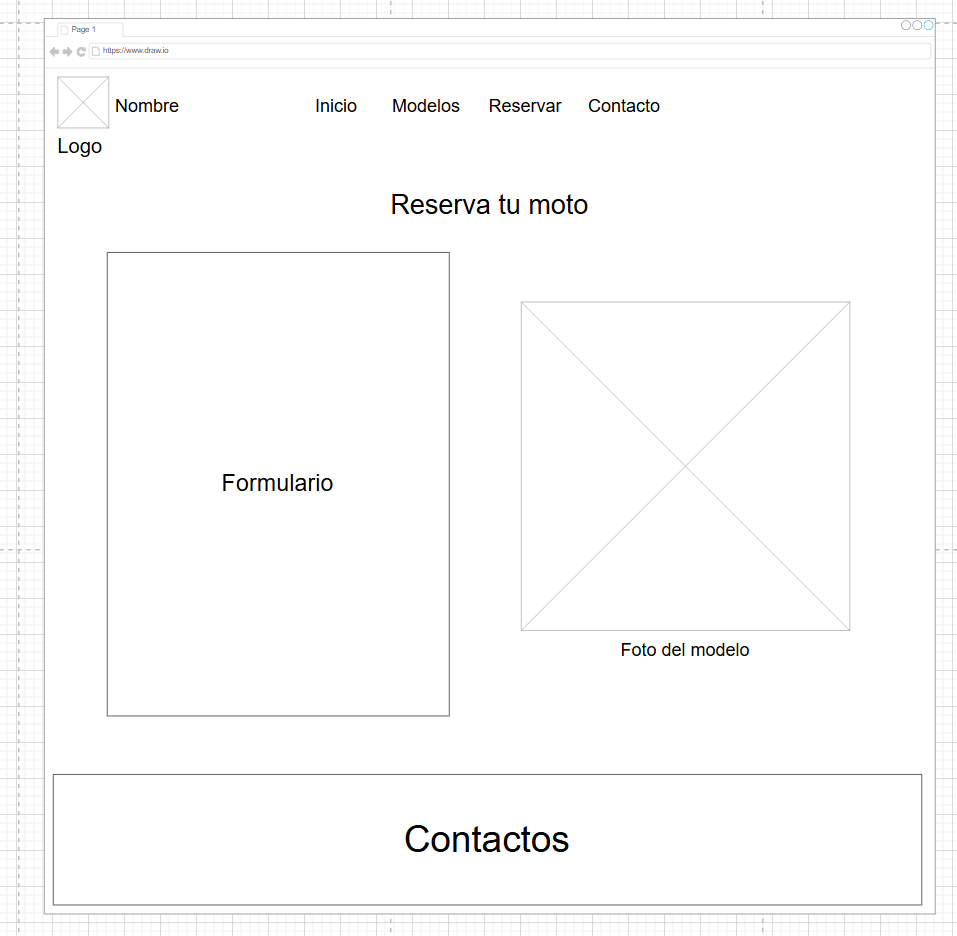 Page 1
https://www.draw.io
Nombre
Inicio
Modelos
Reservar
Contacto
Logo
Reserva tu moto
Formulario
Foto del modelo
Contactos